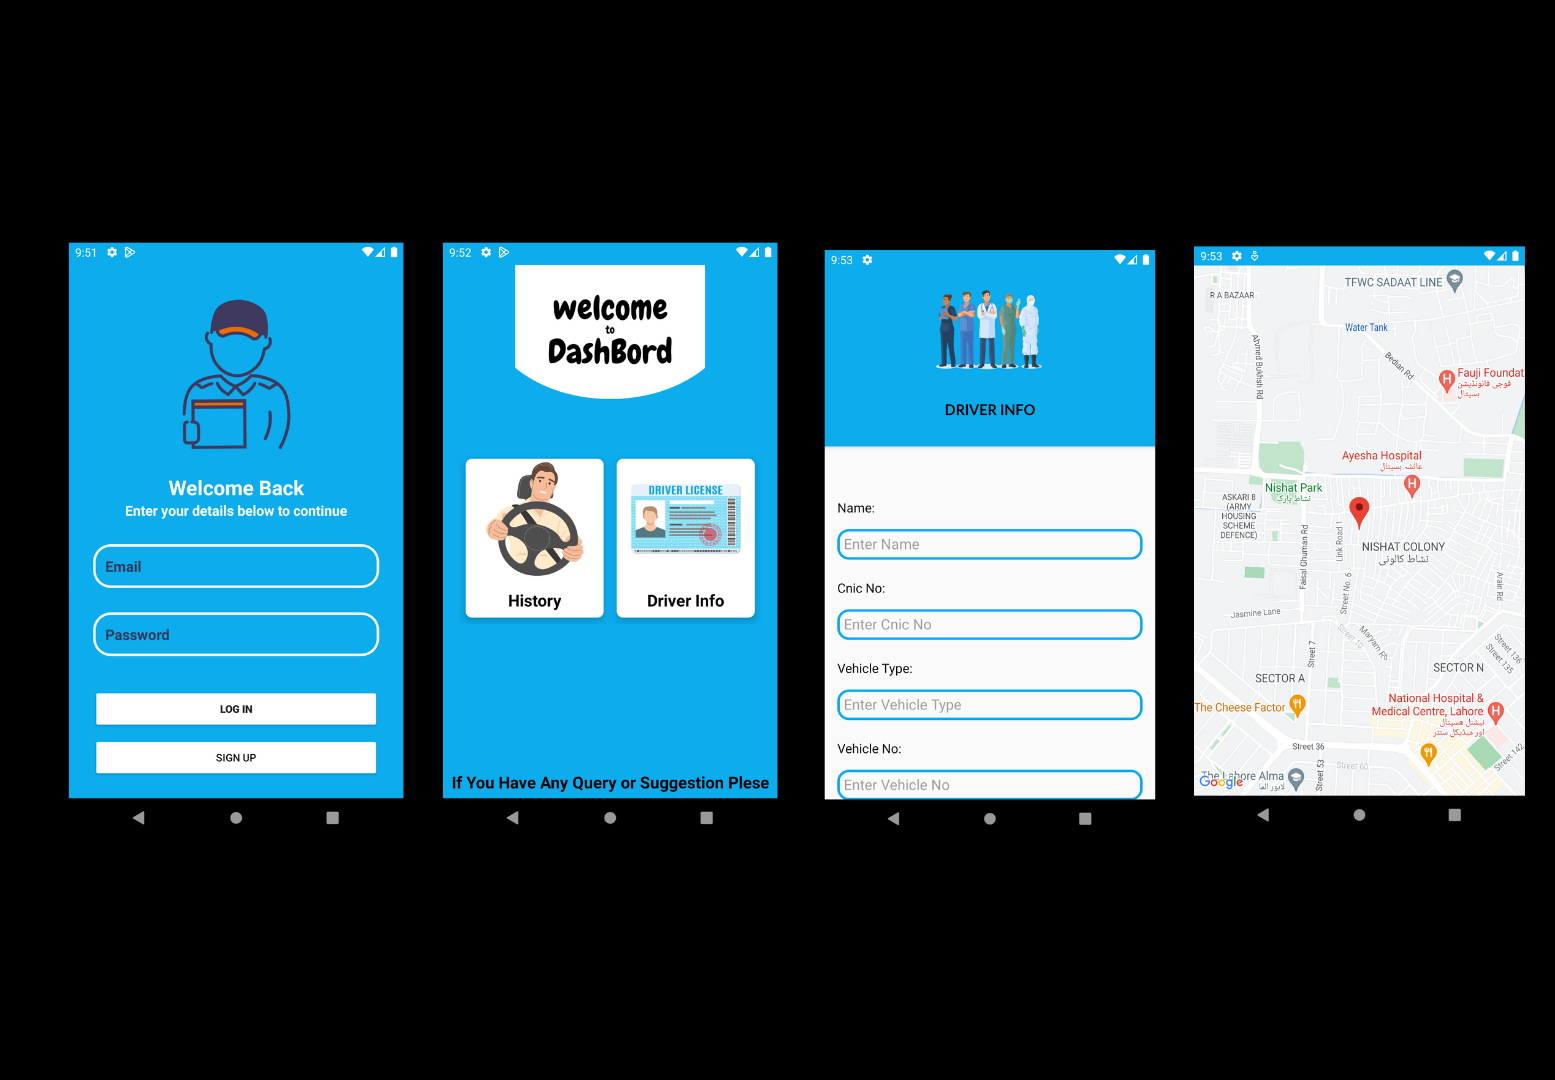 9:51
Welcome Back
Enter your details below to continue
Email
Password
LOG IN
SIGN UP
9:52
welcome
to
DashBord
DRIVER LICENSE
History
Driver Info
If You Have Any Query or Suggestion Plese
9:53
DRIVER INFO
Name:
Enter Name
Cnic No:
Enter Cnic No
Vehicle Type:
Enter Vehicle Type
Vehicle No:
Enter Vehicle No
9:53
TFWC SADAAT LINE
R A BAZAAR
Water Tank
Ahmed Bukhsh Rd
Bedian Rd
Fauji Foundat
فوجی فاؤنڈیشن
ہسپتال
Ayesha Hospital
عائشہ ہسپتال
Nishat Park
نشاط پارک
ASKARI 8
(ARMY
HOUSING
SCHEME
DEFENCE)
Link Road 1
Faisal Ghuman Rd
NISHAT COLONY
نشاط کالونی
Street No. 6
Arain Rd
Jasmine Lane
Maryam Rd
Street 7
Street 136
Street 135
SECTOR N
SECTOR A
National Hospital &
Medical Centre, Lahore
نیشنل ہسپتال
اور میڈیکل سنٹر
The Cheese Factor
Street 36
Street 60
Street 53
Street 142
The Lahore Alma
لاہور الما
Google